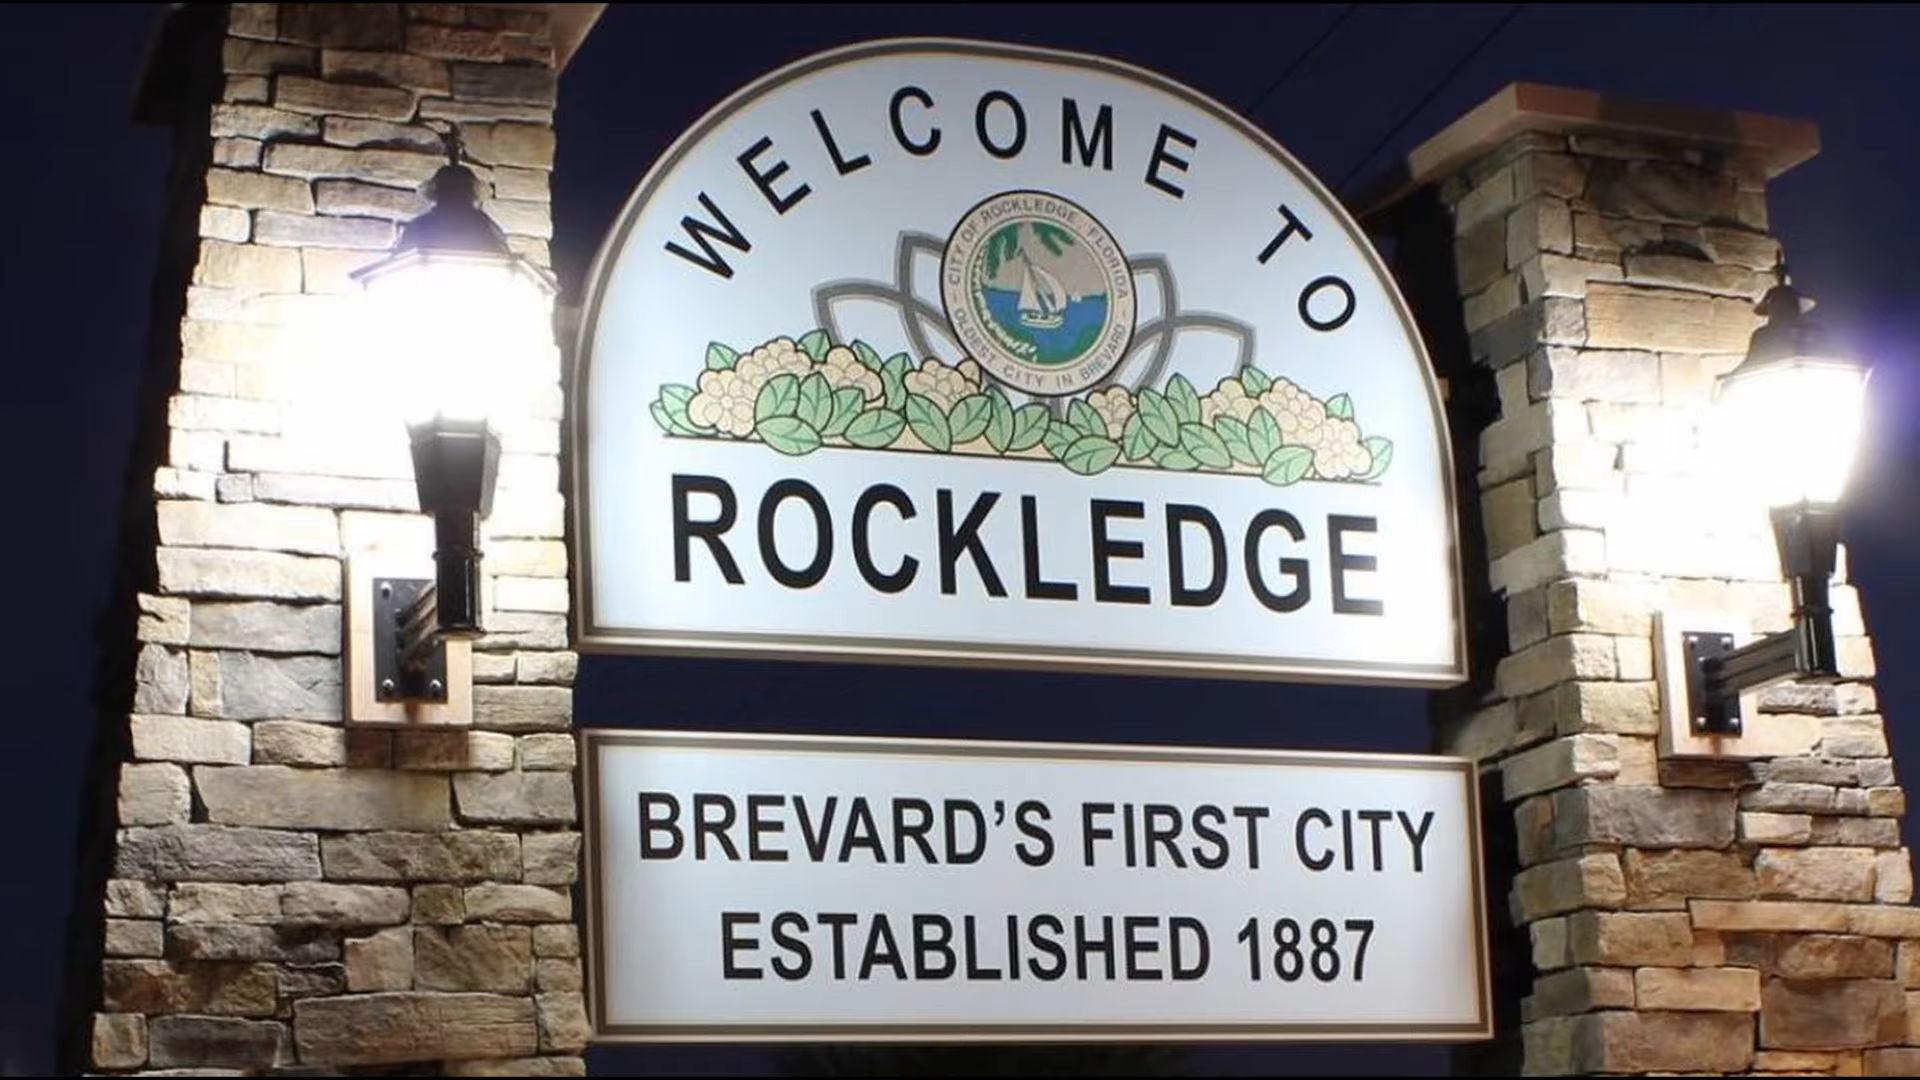 WELCOME TO
CITY OF ROCKLEDGE, FLORIDA
OLDEST CITY IN BREVARD
ROCKLEDGE
BREVARD'S FIRST CITY
ESTABLISHED 1887